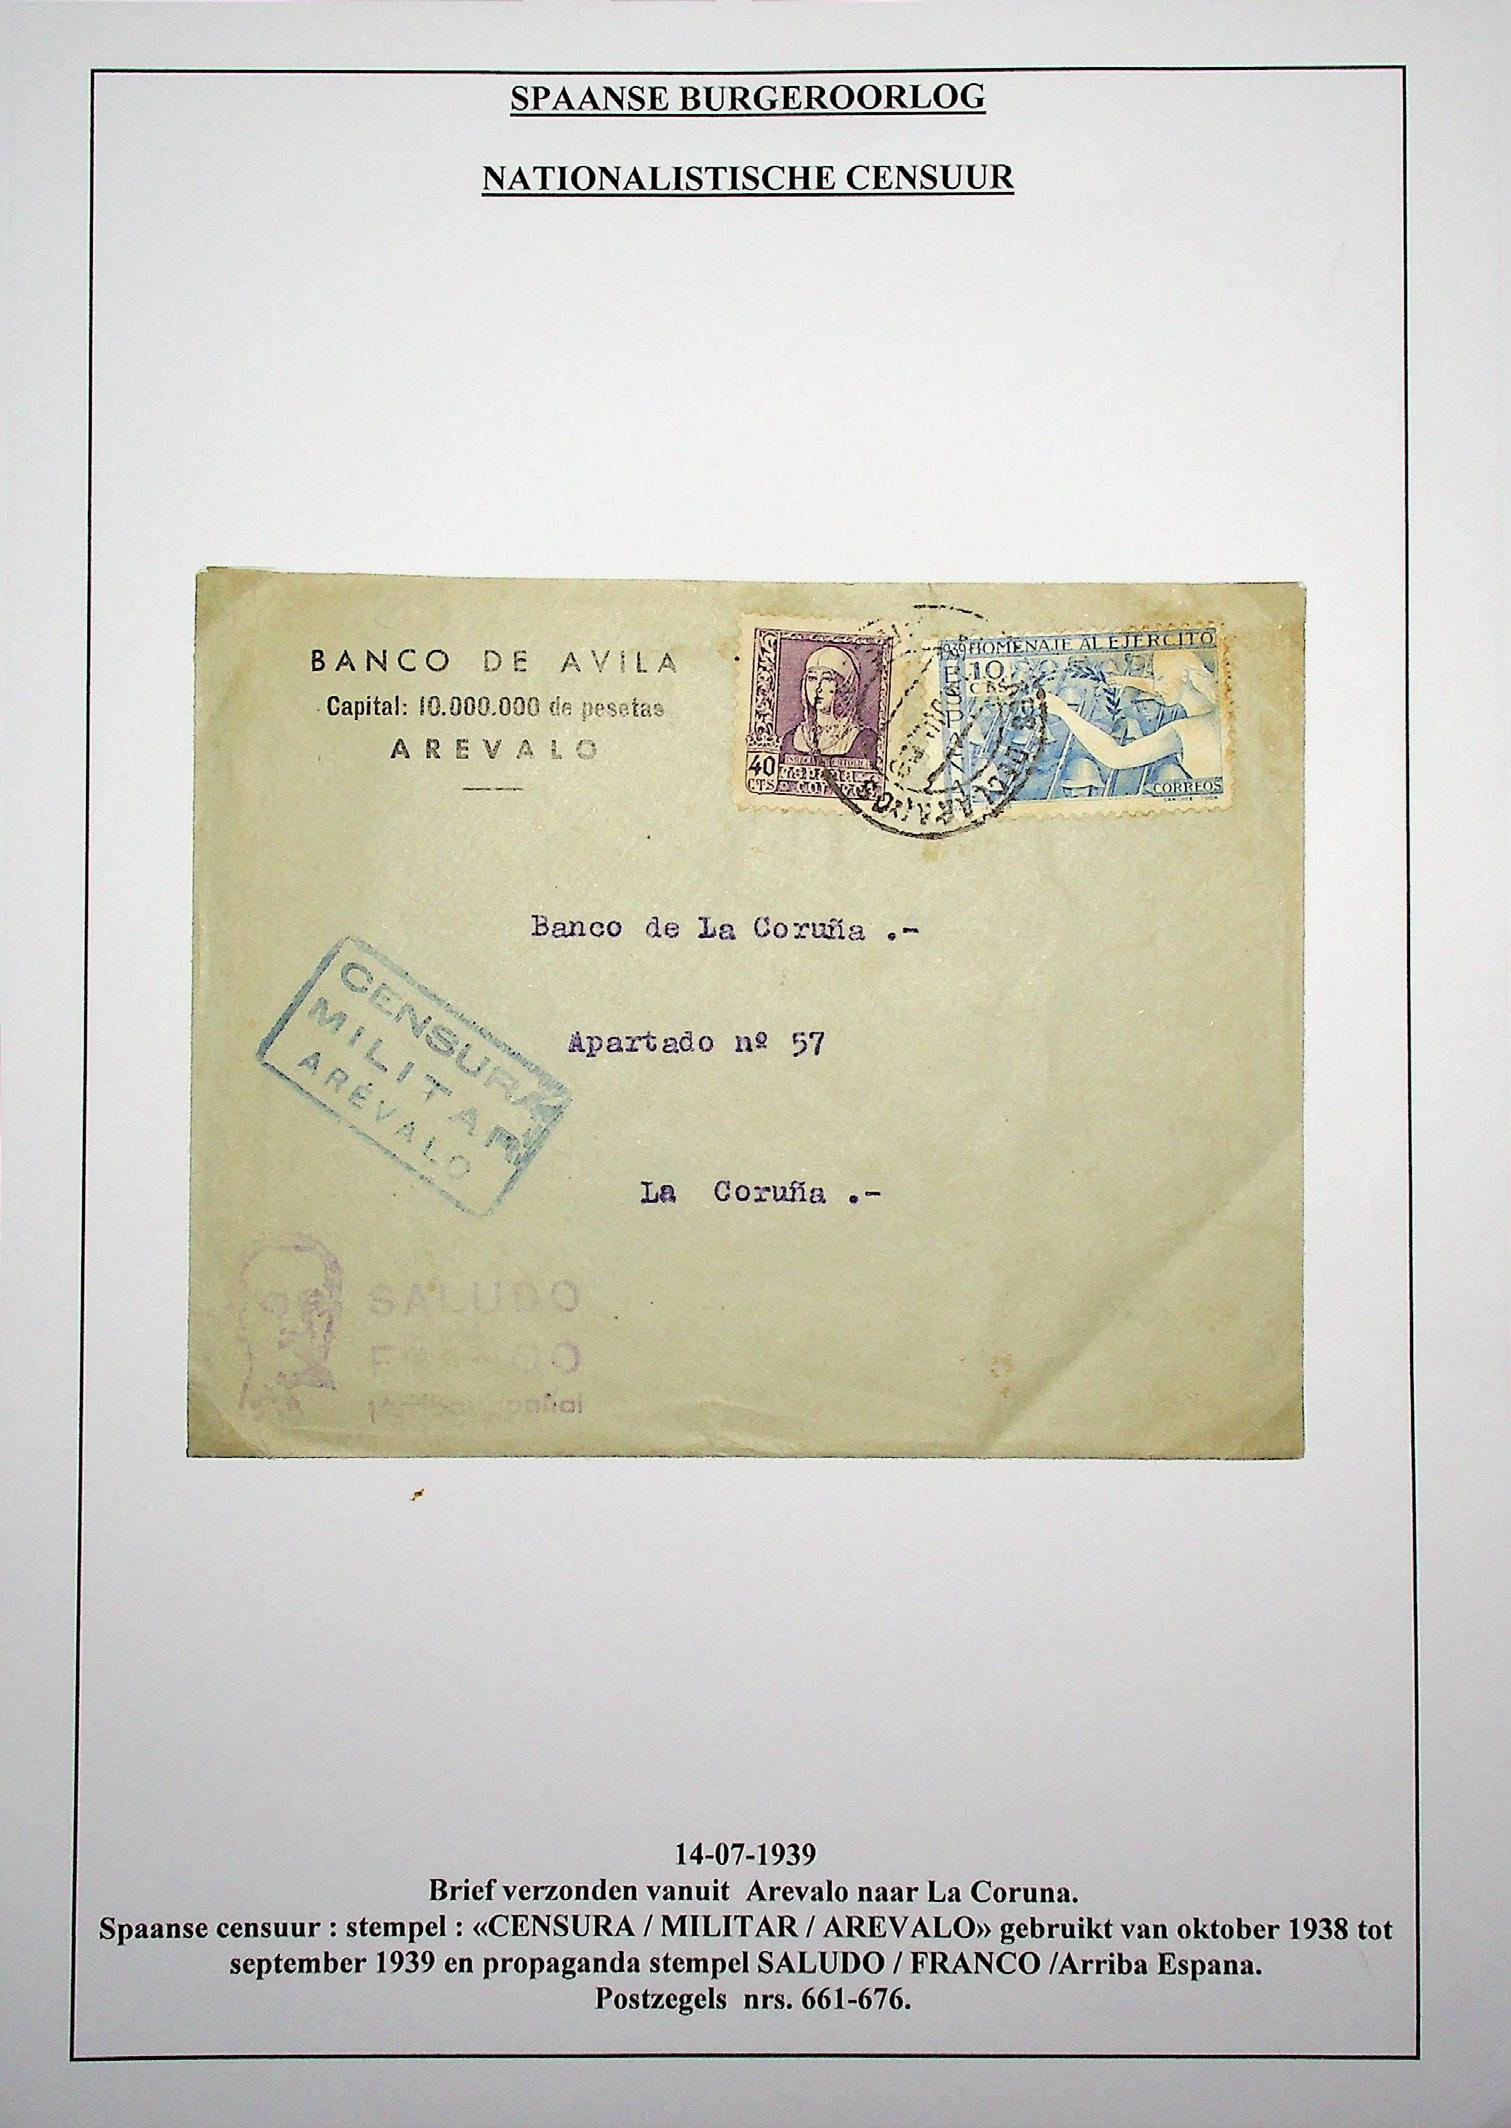 SPAANSE BURGEROORLOG
NATIONALISTISCHE CENSUUR
BANCO DE AVILA
Capital: 10.000.000 de pesetas
AREVALO
40
CTS
1939 HOMENAJE AL EJERCITO
10
CTS
CORREOS
Banco de La Coruña .-
Apartado nº 57
La Coruña .-
CENSURA
MILITAR
ARÉVALO
SALUDO
14-07-1939
Brief verzonden vanuit Arevalo naar La Coruna.
Spaanse censuur : stempel : «CENSURA / MILITAR / AREVALO» gebruikt van oktober 1938 tot
september 1939 en propaganda stempel SALUDO / FRANCO /Arriba Espana.
Postzegels nrs. 661-676.